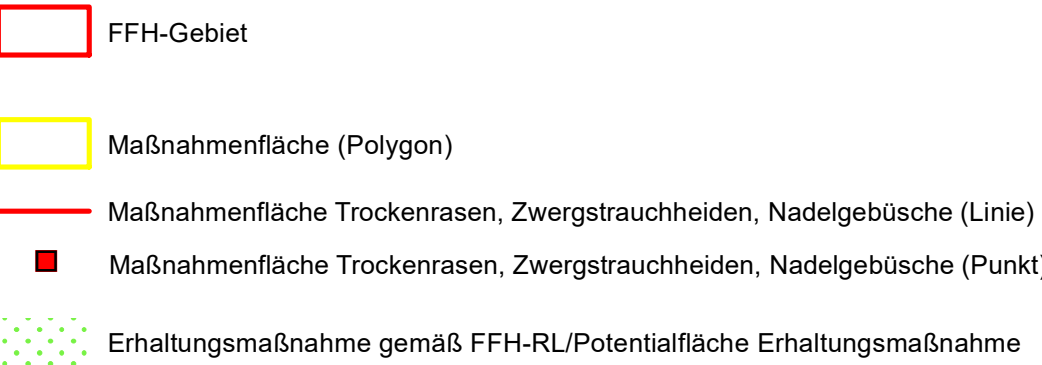 FFH-Gebiet
Maßnahmenfläche (Polygon)
Maßnahmenfläche Trockenrasen, Zwergstrauchheiden, Nadelgebüsche (Linie)
Maßnahmenfläche Trockenrasen, Zwergstrauchheiden, Nadelgebüsche (Punkt)
Erhaltungsmaßnahme gemäß FFH-RL/Potentialfläche Erhaltungsmaßnahme